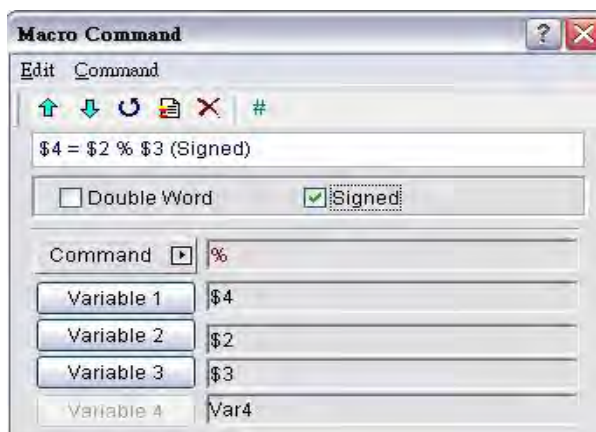 Macro Command
Edit Command
#
$4 = $2 % $3 (Signed)
Double Word Signed
Command %
Variable 1 $4
Variable 2 $2
Variable 3 $3
Variable 4 Var4